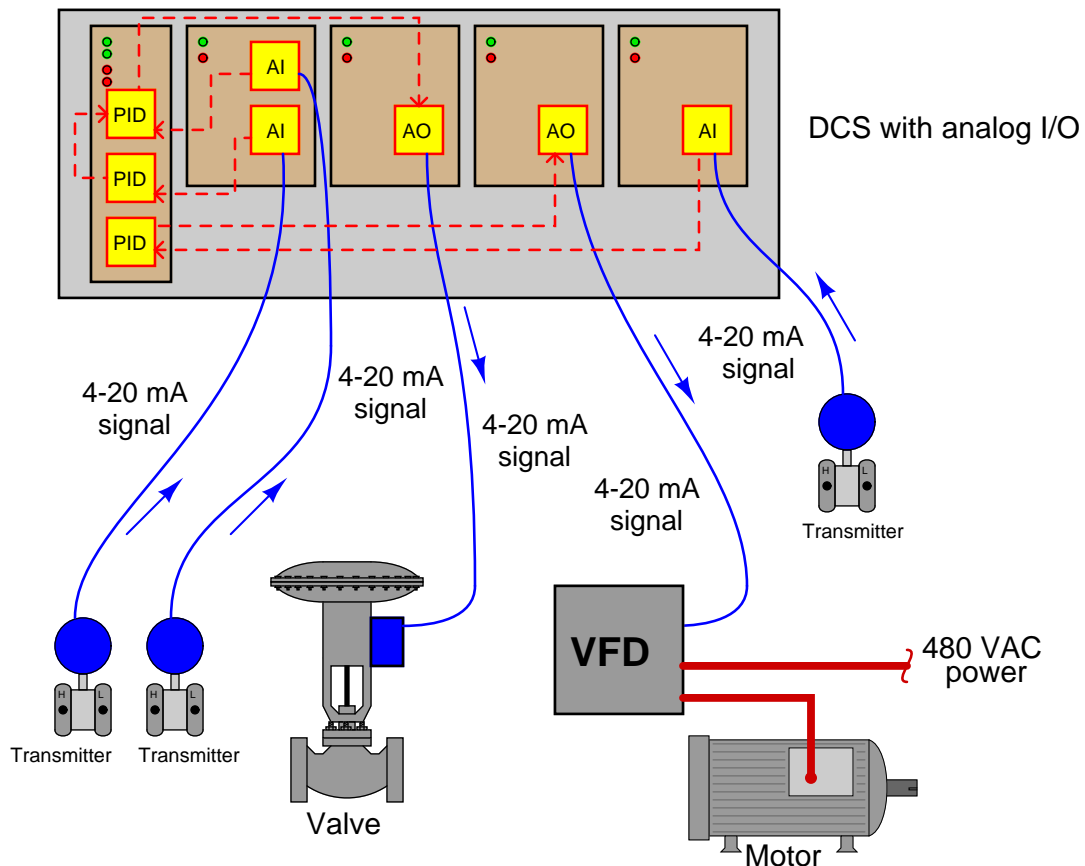 AI
PID
AI
AO
AO
AI
DCS with analog I/O
PID
PID
4-20 mA
signal
4-20 mA
signal
4-20 mA
signal
4-20 mA
signal
4-20 mA
signal
H
L
Transmitter
VFD
480 VAC
power
H
L
H
L
Transmitter
Transmitter
Valve
Motor